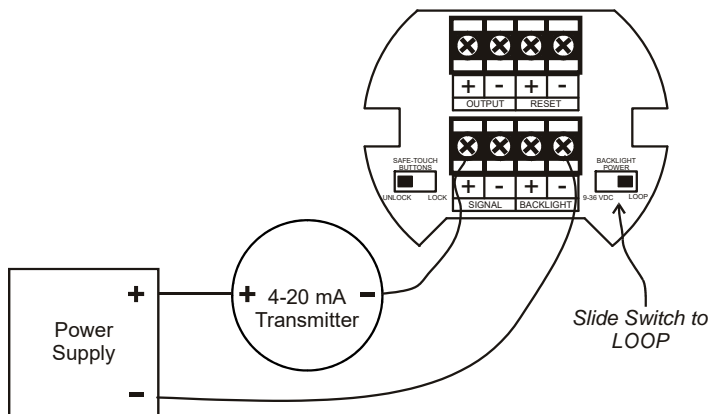 + - + -
OUTPUT RESET
SAFE-TOUCH
BUTTONS
UNLOCK LOCK
+ - + -
SIGNAL BACKLIGHT
BACKLIGHT
POWER
9-36 VDC LOOP
+
-
Power
Supply
+ -
4-20 mA
Transmitter
Slide Switch to
LOOP